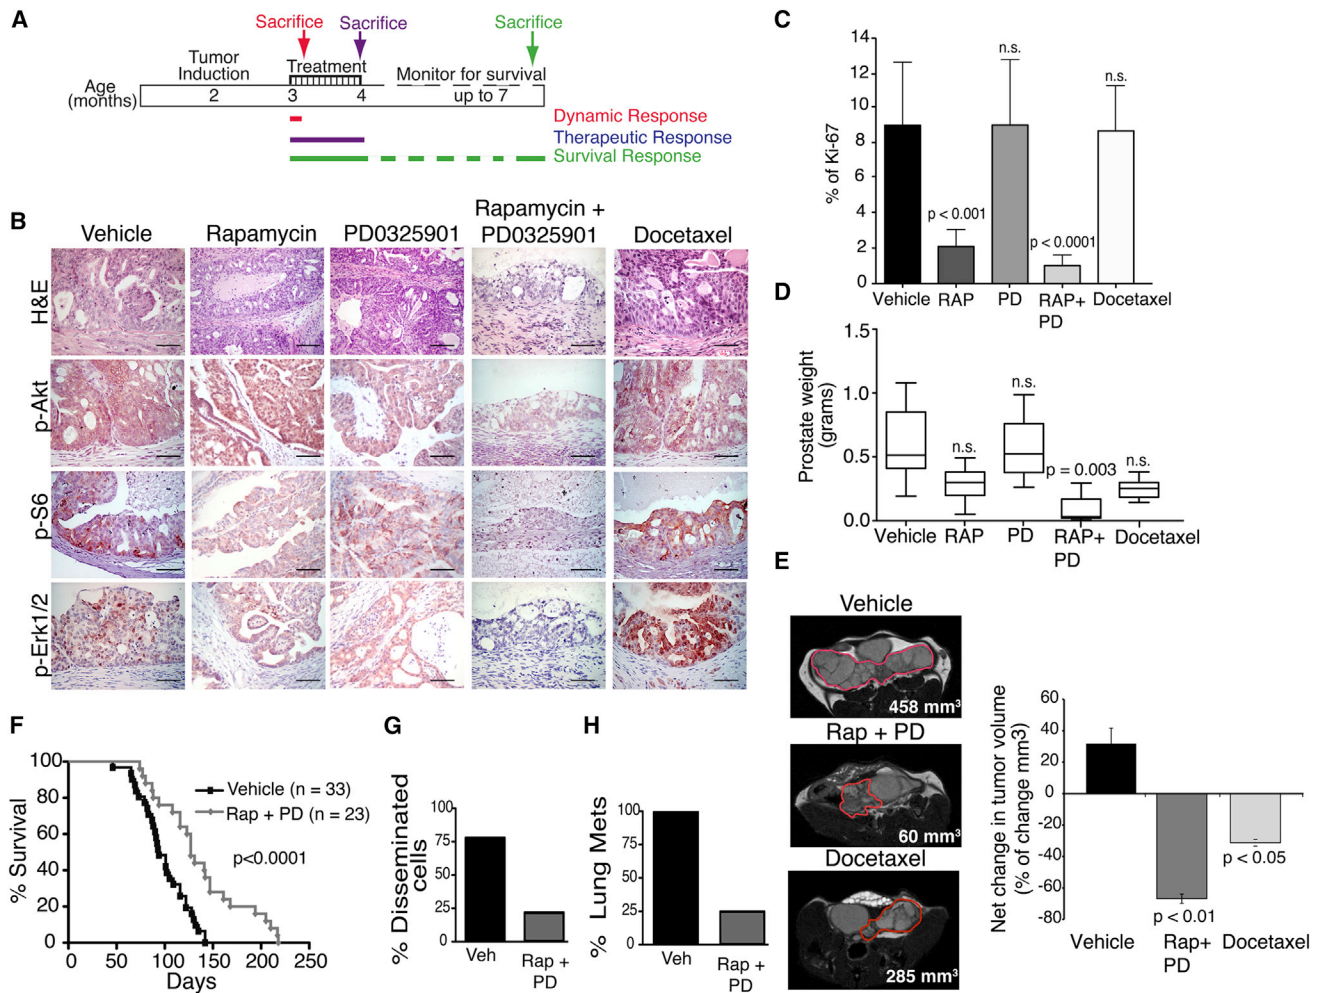 A
Sacrifice Sacrifice Sacrifice
Tumor
Induction
Treatment
Monitor for survival
Age
(months)
2 3 4 up to 7
Dynamic Response
Therapeutic Response
Survival Response
B
Vehicle
Rapamycin
PD0325901
Rapamycin +
PD0325901
Docetaxel
H&E
p-Akt
p-S6
p-Erk1/2
C
% of Ki-67
14
12
10
8
6
4
2
0
p < 0.001
n.s.
p < 0.0001
n.s.
Vehicle RAP PD RAP+
PD
Docetaxel
D
Prostate weight
(grams)
1.5
1.0
0.5
0.0
n.s.
n.s.
p = 0.003
n.s.
Vehicle RAP PD RAP+
PD
Docetaxel
E
Vehicle
458 mm³
Rap + PD
60 mm³
Docetaxel
285 mm³
Net change in tumor volume
(% of change mm3)
60
40
20
0
-20
-40
-60
-80
p < 0.01
p < 0.05
Vehicle Rap+
PD
Docetaxel
F
% Survival
100
80
60
40
20
0
Vehicle (n = 33)
Rap + PD (n = 23)
p<0.0001
0 50 100 150 200 250
Days
G
% Disseminated
cells
100
75
50
25
0
Veh Rap +
PD
H
% Lung Mets
100
75
50
25
0
Veh Rap +
PD